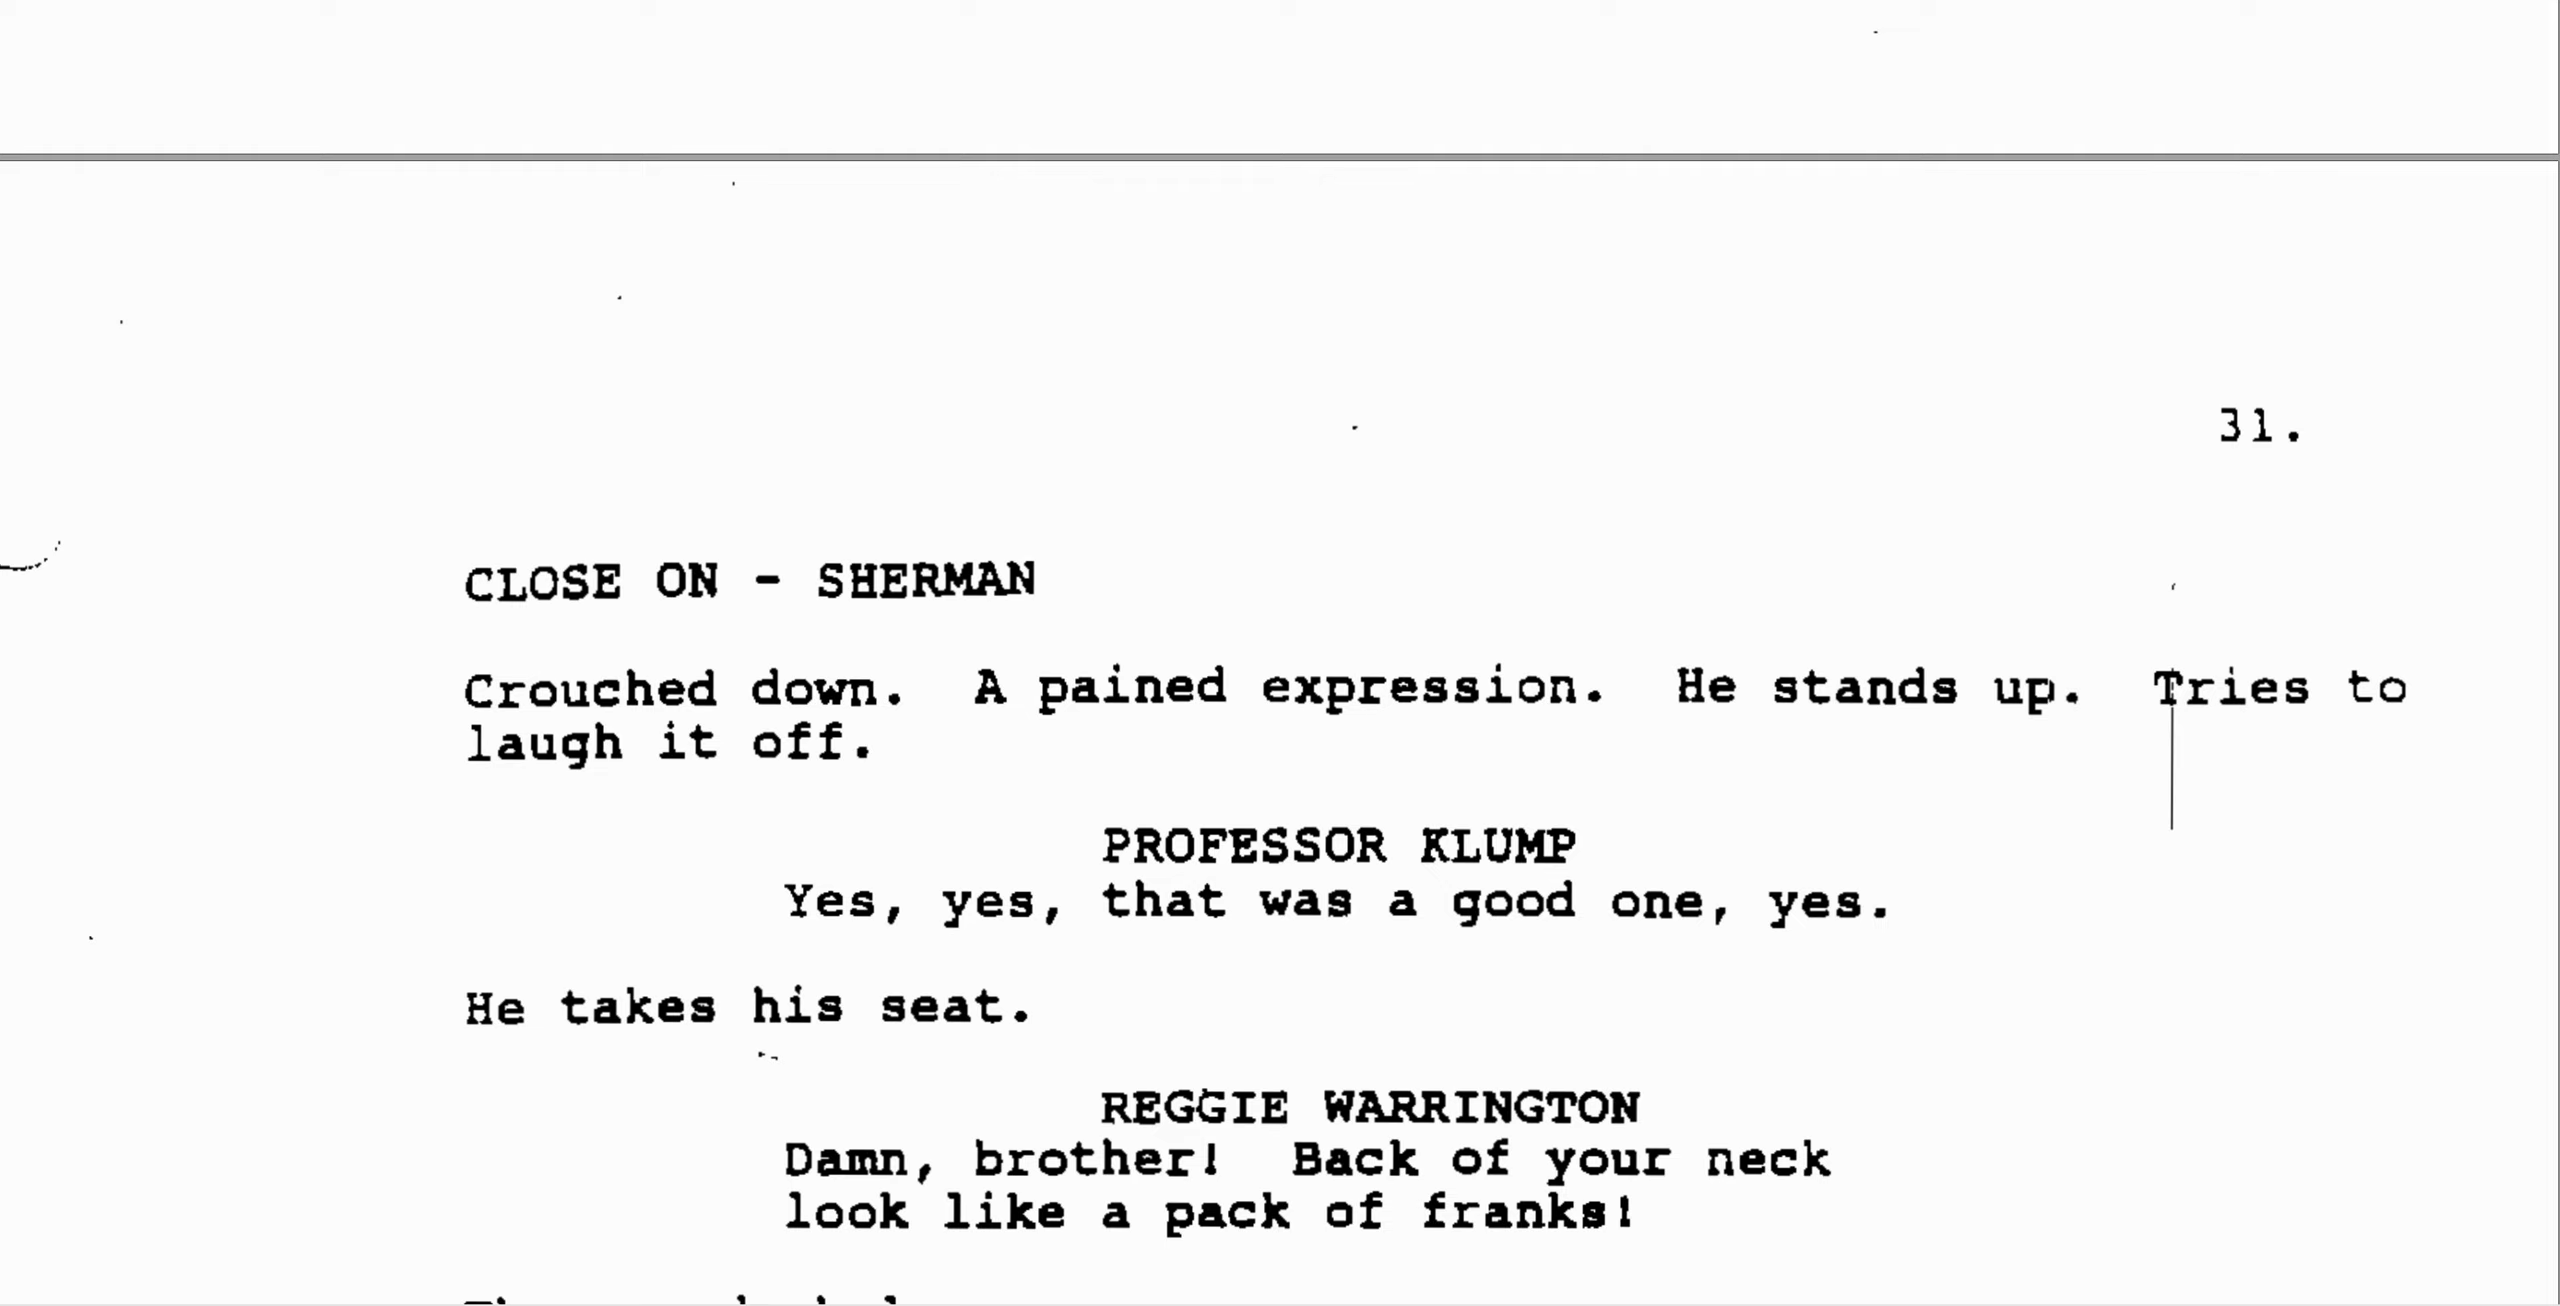 31.
CLOSE ON - SHERMAN
Crouched down.  A pained expression.  He stands up.  Tries to
laugh it off.
PROFESSOR KLUMP
Yes, yes, that was a good one, yes.
He takes his seat.
REGGIE WARRINGTON
Damn, brother!  Back of your neck
look like a pack of franks!